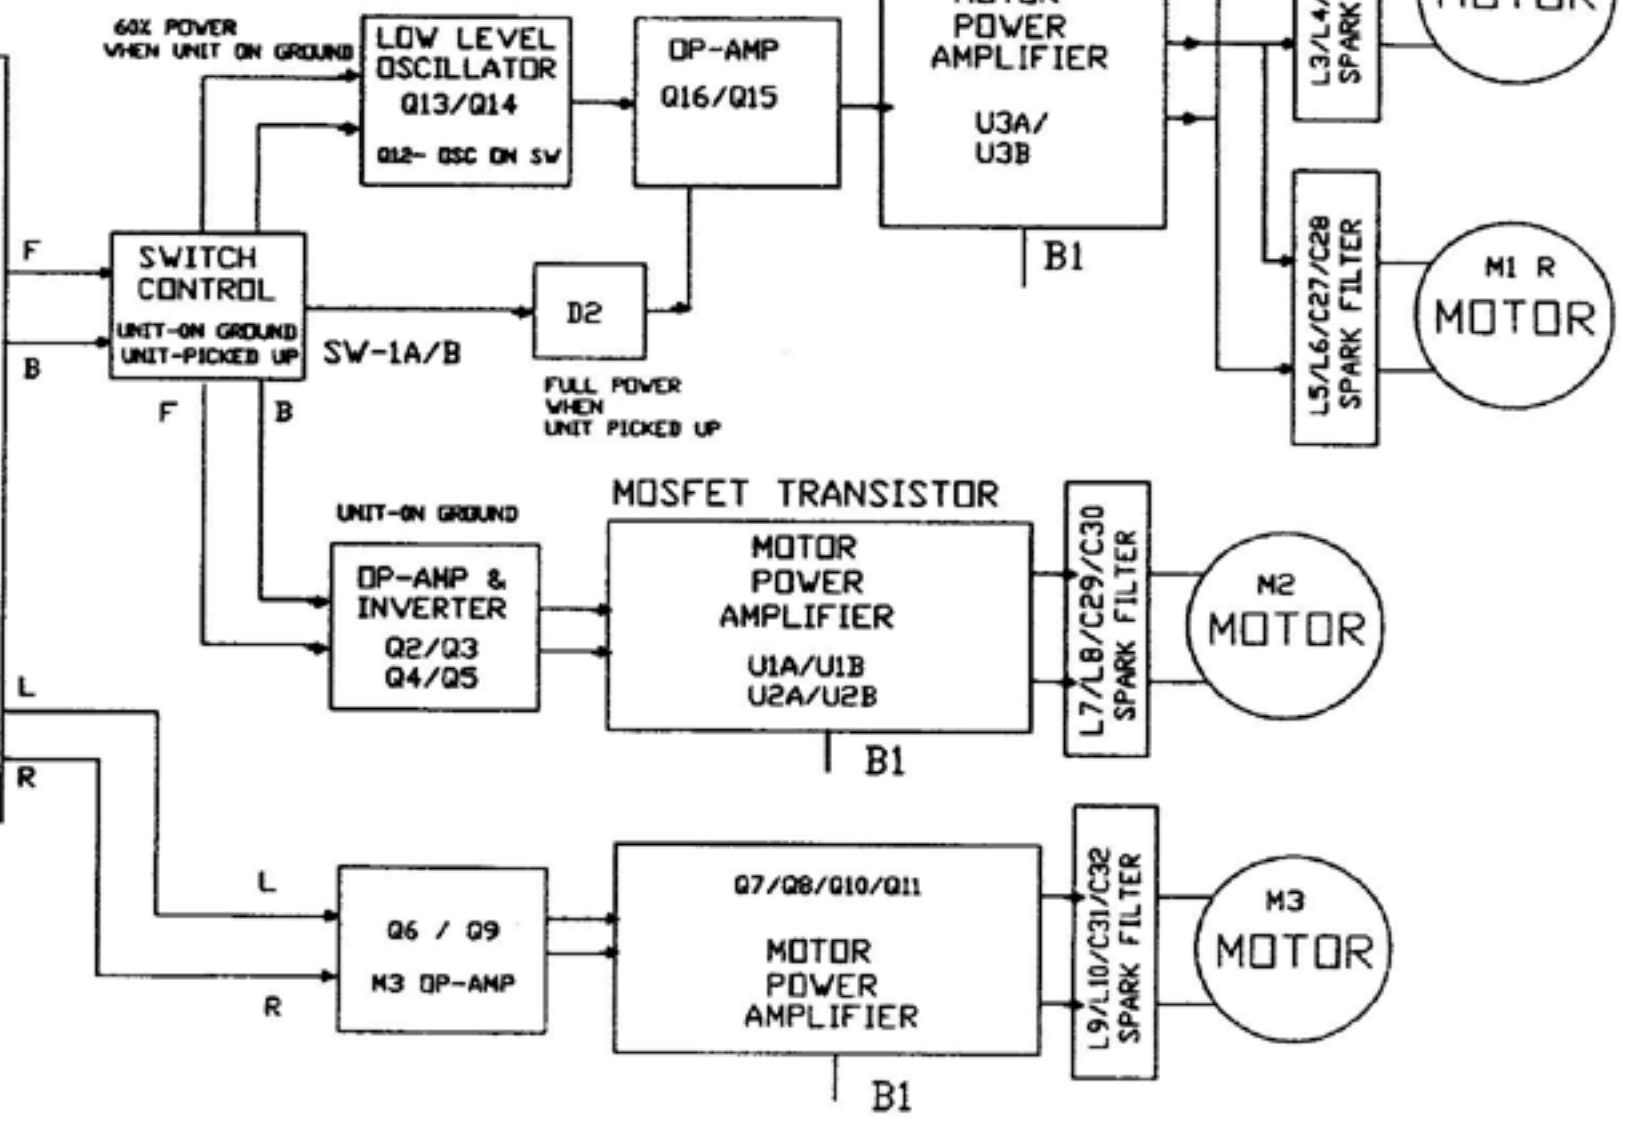 60% POWER
WHEN UNIT ON GROUND
LOW LEVEL
OSCILLATOR
Q13/Q14
Q12- OSC ON SW
OP-AMP
Q16/Q15
POWER
AMPLIFIER
U3A/
U3B
B1
L3/L4/
SPARK
MOTOR
L5/L6/C27/C28
SPARK FILTER
M1 R
MOTOR
F
B
SWITCH
CONTROL
UNIT-ON GROUND
UNIT-PICKED UP
SW-1A/B
D2
FULL POWER
WHEN
UNIT PICKED UP
F
B
UNIT-ON GROUND
OP-AMP &
INVERTER
Q2/Q3
Q4/Q5
MOSFET TRANSISTOR
MOTOR
POWER
AMPLIFIER
U1A/U1B
U2A/U2B
B1
L7/L8/C29/C30
SPARK FILTER
M2
MOTOR
L
R
L
R
Q6 / Q9
M3 OP-AMP
Q7/Q8/Q10/Q11
MOTOR
POWER
AMPLIFIER
B1
L9/L10/C31/C32
SPARK FILTER
M3
MOTOR